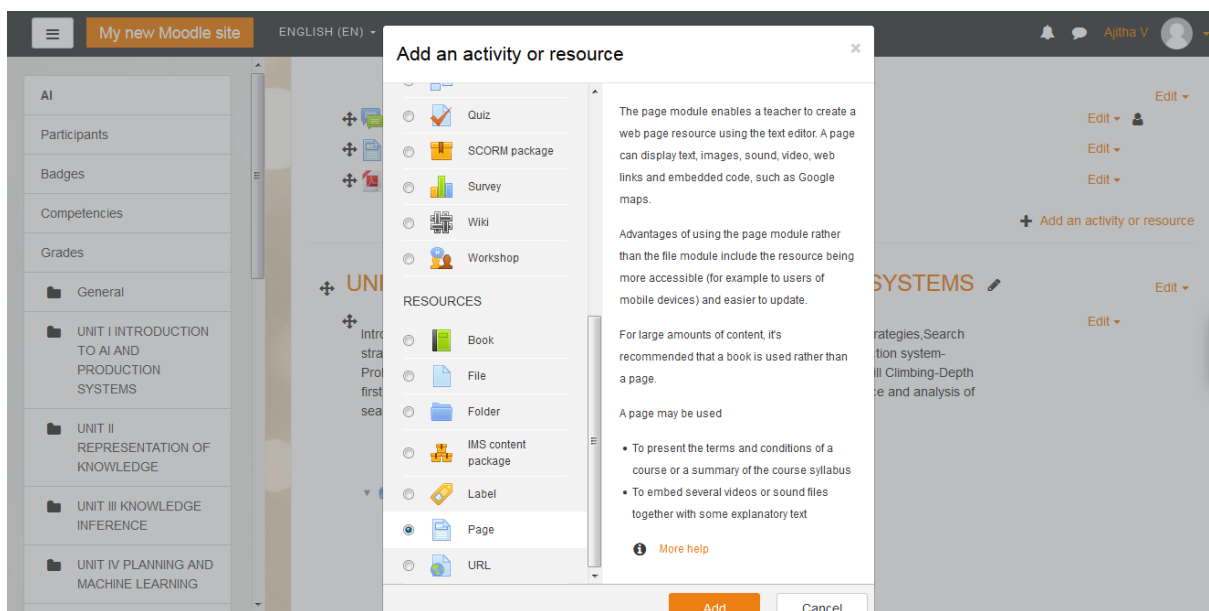 My new Moodle site
ENGLISH (EN)
Ajitha V
AI
Participants
Badges
Competencies
Grades
General
UNIT I INTRODUCTION
TO AI AND
PRODUCTION
SYSTEMS
UNIT II
REPRESENTATION OF
KNOWLEDGE
UNIT III KNOWLEDGE
INFERENCE
UNIT IV PLANNING AND
MACHINE LEARNING
Add an activity or resource
×
Quiz
SCORM package
Survey
Wiki
Workshop
RESOURCES
Book
File
Folder
IMS content
package
Label
Page
URL
The page module enables a teacher to create a
web page resource using the text editor. A page
can display text, images, sound, video, web
links and embedded code, such as Google
maps.
Advantages of using the page module rather
than the file module include the resource being
more accessible (for example to users of
mobile devices) and easier to update.
For large amounts of content, it's
recommended that a book is used rather than
a page.
A page may be used
• To present the terms and conditions of a
course or a summary of the course syllabus
• To embed several videos or sound files
together with some explanatory text
More help
Add
Cancel
Edit
Edit
Edit
Edit
Add an activity or resource
UNI
SYSTEMS
Edit
Edit
rategies,Search
stra
tion system-
ill Climbing-Depth
first
e and analysis of
sea